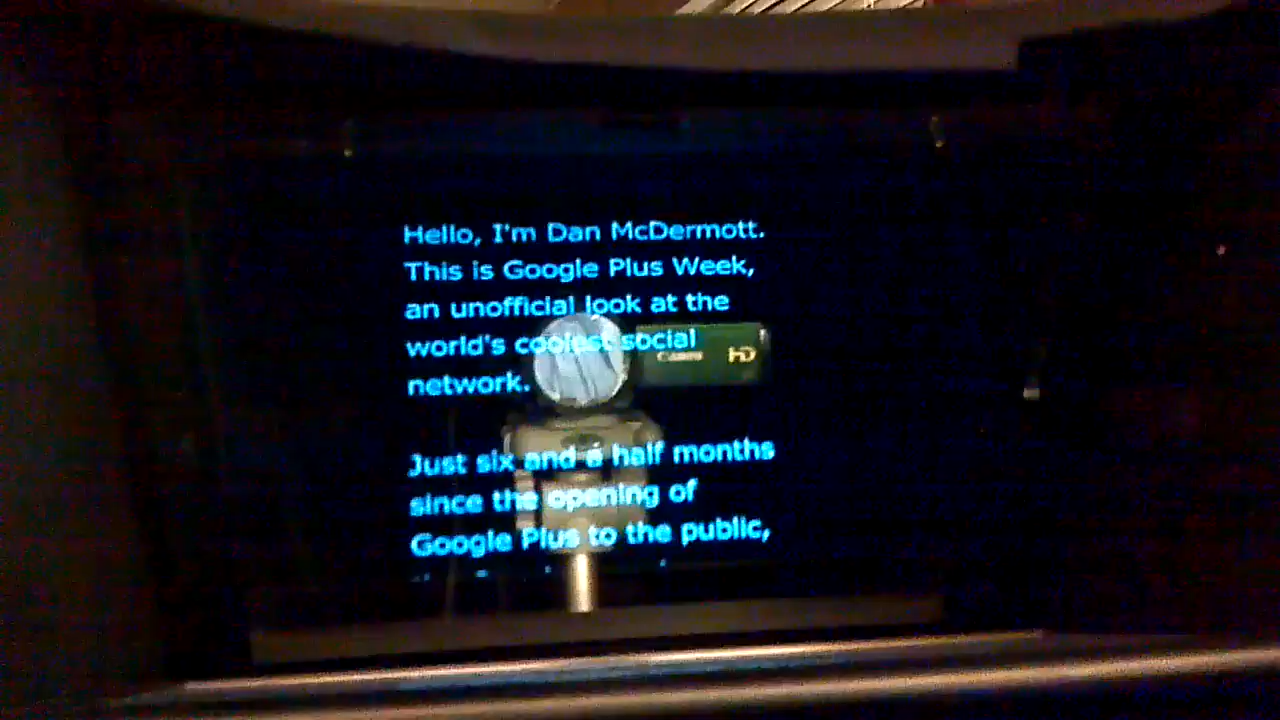 Hello, I'm Dan McDermott.
This is Google Plus Week,
an unofficial look at the
world's coolest social
network.
Canon HD
Just six and a half months
since the opening of
Google Plus to the public,